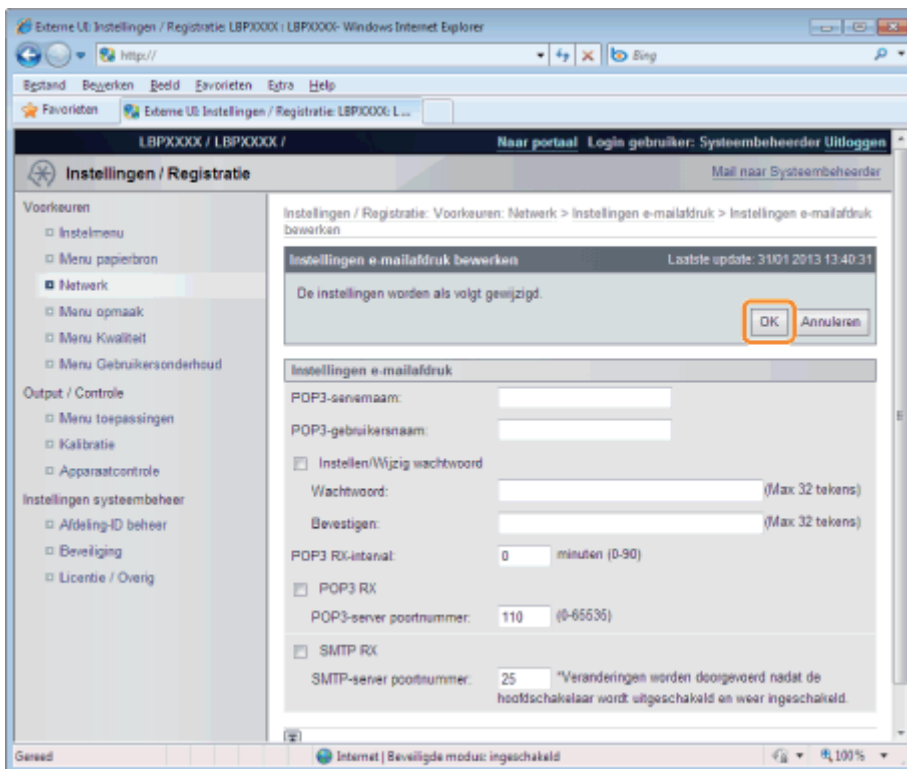 Externe UI: Instellingen / Registratie: LBPXXXX : LBPXXXX- Windows Internet Explorer
http://
Bing
Bestand Bewerken Beeld Favorieten Extra Help
Favorieten
Externe UI: Instellingen / Registratie: LBPXXXX: L...
LBPXXXX / LBPXXXX /
Naar portaal Login gebruiker: Systeembeheerder Uitloggen
Instellingen / Registratie
Mail naar Systeembeheerder
Voorkeuren
Instelmenu
Menu papierbron
Netwerk
Menu opmaak
Menu Kwaliteit
Menu Gebruikersonderhoud
Output / Controle
Menu toepassingen
Kalibratie
Apparaatcontrole
Instellingen systeembeheer
Afdeling-ID beheer
Beveiliging
Licentie / Overig
Instellingen / Registratie: Voorkeuren: Netwerk > Instellingen e-mailafdruk > Instellingen e-mailafdruk
bewerken
Instellingen e-mailafdruk bewerken
Laatste update: 31/01 2013 13:40:31
De instellingen worden als volgt gewijzigd.
OK
Annuleren
Instellingen e-mailafdruk
POP3-servernaam:
POP3-gebruikersnaam:
Instellen/Wijzig wachtwoord
Wachtwoord: (Max 32 tekens)
Bevestigen: (Max 32 tekens)
POP3 RX-interval: 0 minuten (0-90)
POP3 RX
POP3-server poortnummer: 110 (0-65535)
SMTP RX
SMTP-server poortnummer: 25 *Veranderingen worden doorgevoerd nadat de
hoofdschakelaar wordt uitgeschakeld en weer ingeschakeld.
Gereed
Internet | Beveiligde modus: ingeschakeld
100%